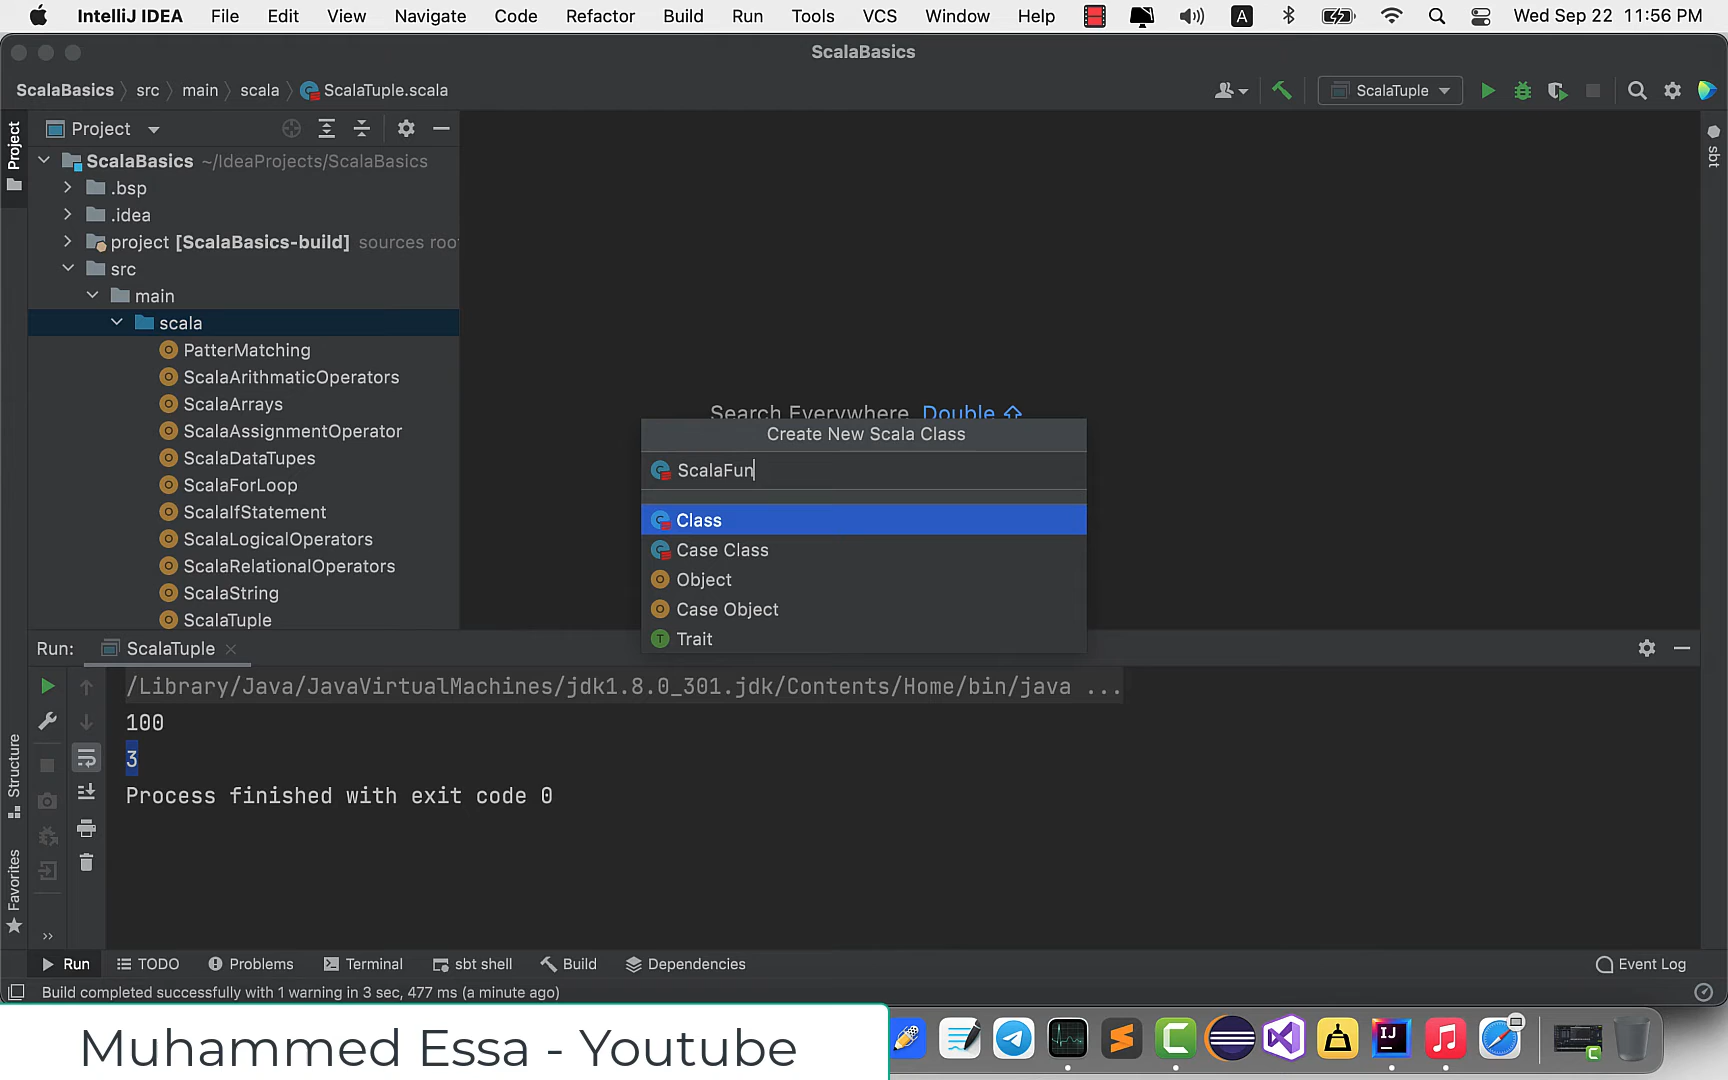 IntelliJ IDEA File Edit View Navigate Code Refactor Build Run Tools VCS Window Help A Wed Sep 22 11:56 PM
ScalaBasics
ScalaBasics src main scala ScalaTuple.scala
ScalaTuple
Project
Project
sbt
ScalaBasics ~/IdeaProjects/ScalaBasics
.bsp
.idea
project [ScalaBasics-build] sources roo
src
main
scala
PatterMatching
ScalaArithmaticOperators
ScalaArrays
ScalaAssignmentOperator
ScalaDataTupes
ScalaForLoop
ScalaIfStatement
ScalaLogicalOperators
ScalaRelationalOperators
ScalaString
ScalaTuple
Search Everywhere Double ⇧
Create New Scala Class
ScalaFun
Class
Case Class
Object
Case Object
Trait
Run: ScalaTuple
/Library/Java/JavaVirtualMachines/jdk1.8.0_301.jdk/Contents/Home/bin/java ...
100
3
Process finished with exit code 0
Structure
Favorites
Run TODO Problems Terminal sbt shell Build Dependencies Event Log
Build completed successfully with 1 warning in 3 sec, 477 ms (a minute ago)
Muhammed Essa - Youtube